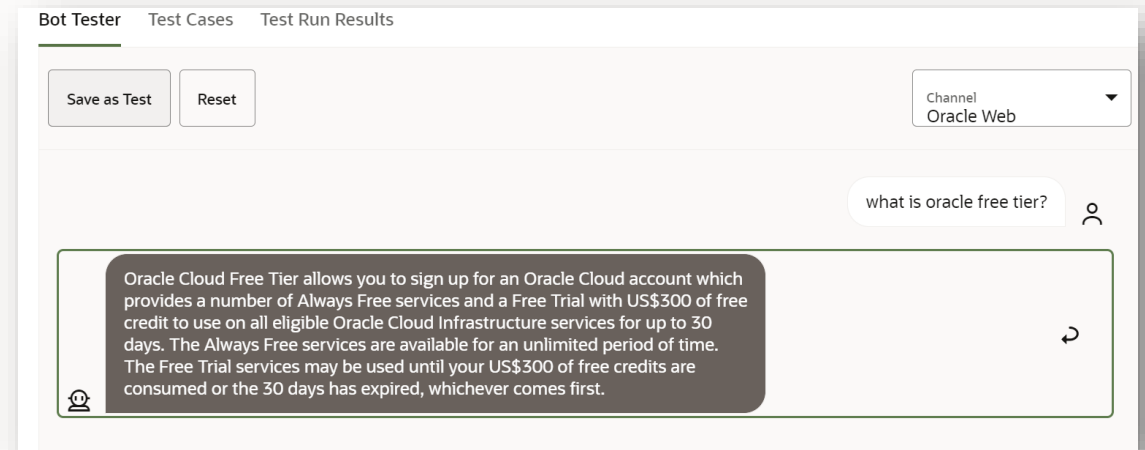 Bot Tester Test Cases Test Run Results
Save as Test Reset
Channel
Oracle Web
what is oracle free tier?
Oracle Cloud Free Tier allows you to sign up for an Oracle Cloud account which
provides a number of Always Free services and a Free Trial with US$300 of free
credit to use on all eligible Oracle Cloud Infrastructure services for up to 30
days. The Always Free services are available for an unlimited period of time.
The Free Trial services may be used until your US$300 of free credits are
consumed or the 30 days has expired, whichever comes first.